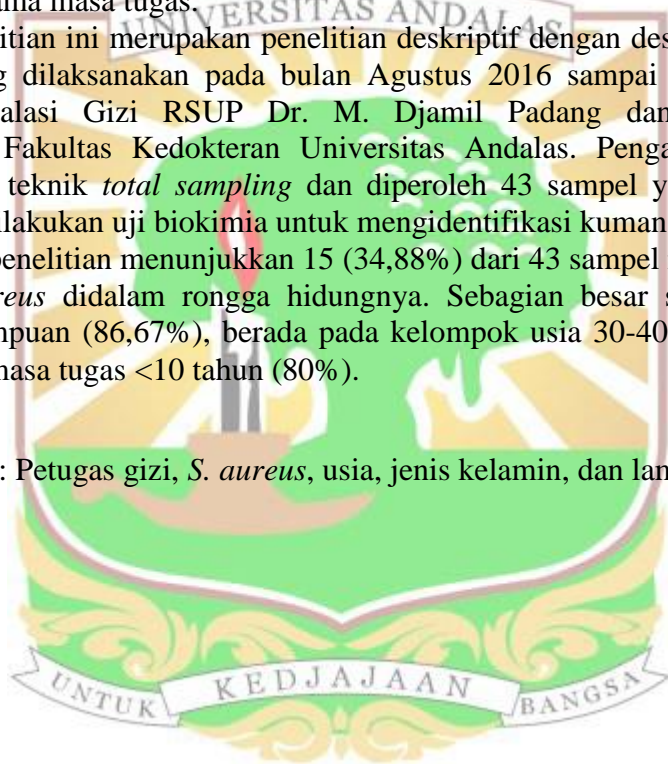 ama masa tugas.
UNIVERSITAS ANDALAS
itian ini merupakan penelitian deskriptif dengan des
g dilaksanakan pada bulan Agustus 2016 sampai
alasi Gizi RSUP Dr. M. Djamil Padang dan
Fakultas Kedokteran Universitas Andalas. Penga
teknik total sampling dan diperoleh 43 sampel y
ilakukan uji biokimia untuk mengidentifikasi kuman
penelitian menunjukkan 15 (34,88%) dari 43 sampel
reus didalam rongga hidungnya. Sebagian besar s
mpuan (86,67%), berada pada kelompok usia 30-40
masa tugas <10 tahun (80%).
: Petugas gizi, S. aureus, usia, jenis kelamin, dan lan
UNTUK KEDJAJAAN BANGSA